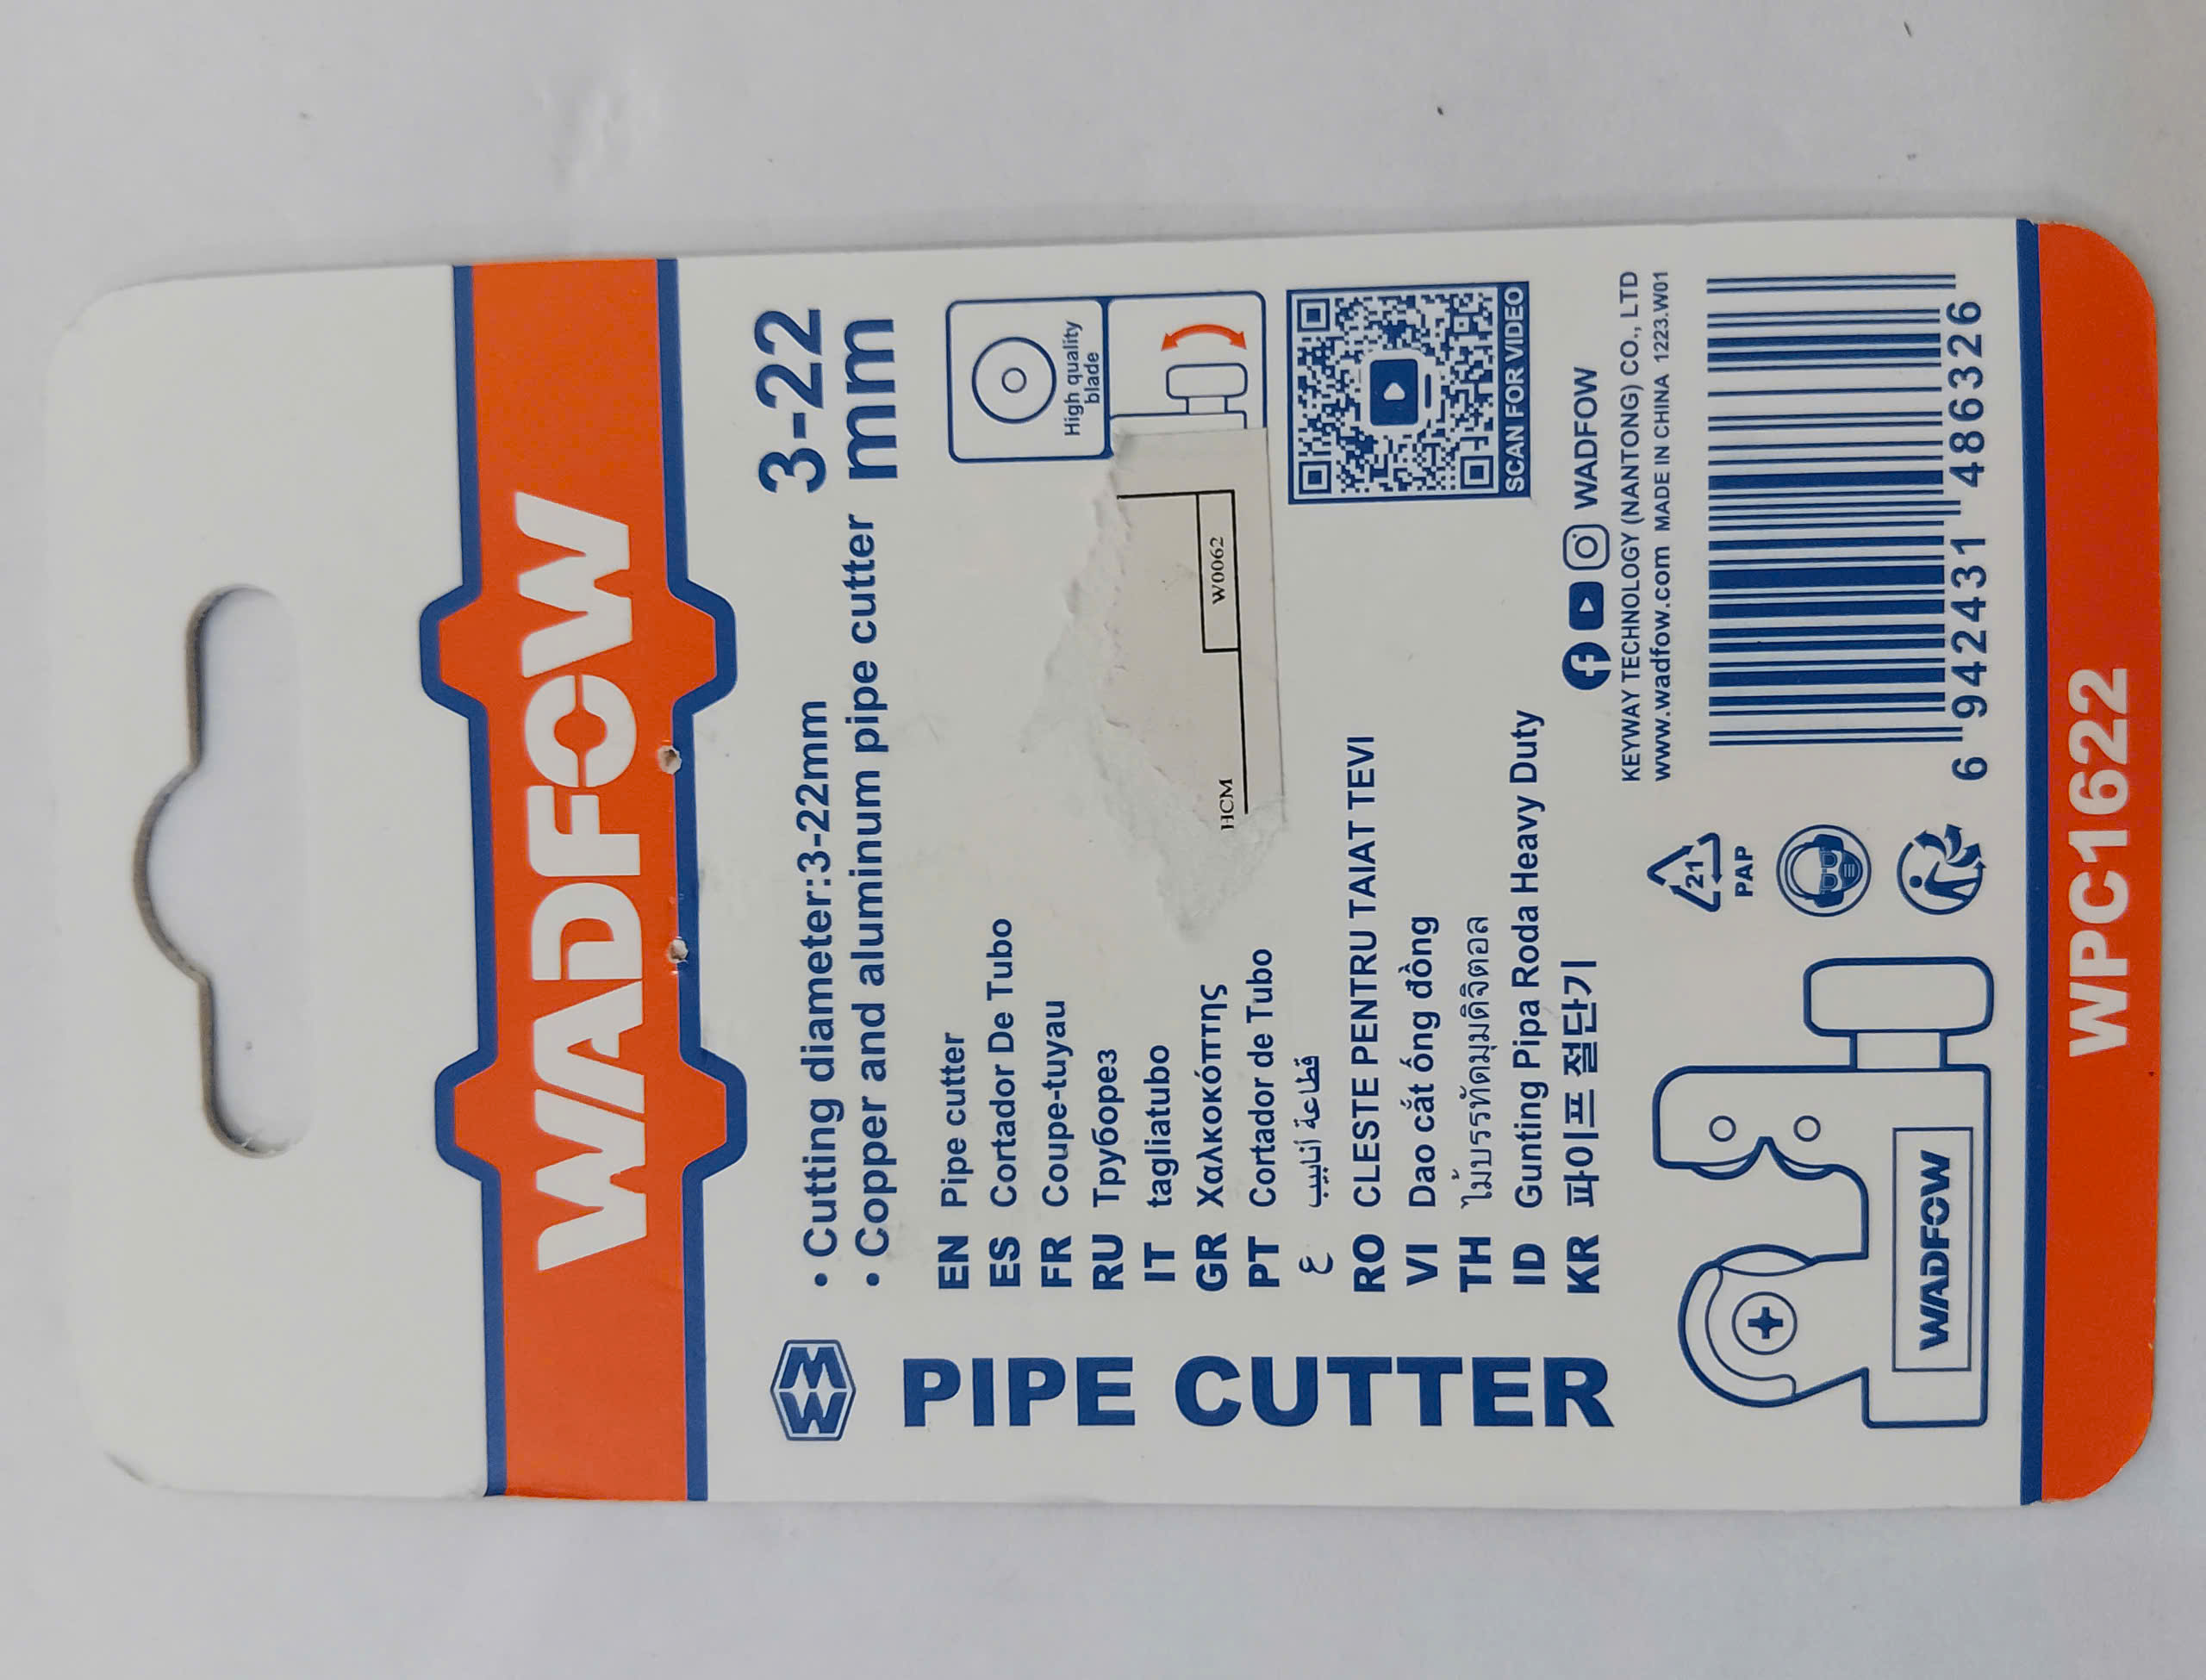 WADFOW
• Cutting diameter:3-22mm
• Copper and aluminum pipe cutter
3-22
mm
PIPE CUTTER
EN Pipe cutter
ES Cortador De Tubo
FR Coupe-tuyau
RU Труборез
IT tagliatubo
GR Χαλκοκόπτης
PT Cortador de Tubo
ع قطاعة أنابيب
RO CLESTE PENTRU TAIAT TEVI
VI Dao cắt ống đồng
TH ไม้บรรทัดมุมดิจิตอล
ID Gunting Pipa Roda Heavy Duty
KR 파이프 절단기
High quality
blade
W0062
HCM
SCAN FOR VIDEO
WADFOW
KEYWAY TECHNOLOGY (NANTONG) CO., LTD
www.wadfow.com MADE IN CHINA 1223.W01
21
PAP
6 942431 486326
WADFOW
WPC1622